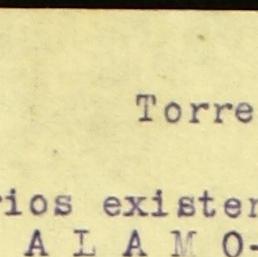 Torre
rios existen
A L A M O-